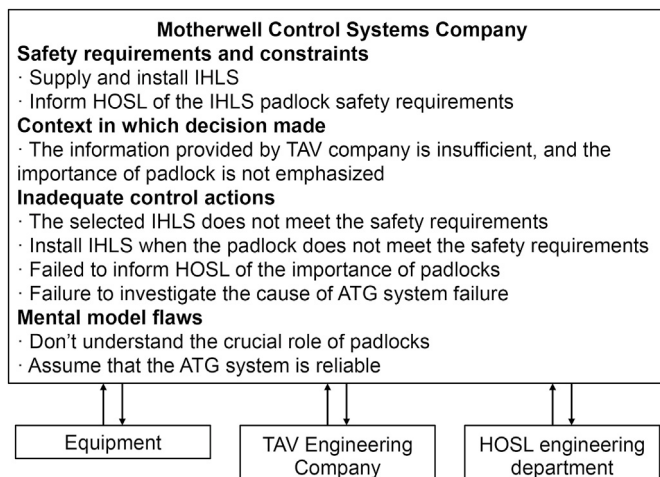 Motherwell Control Systems Company
Safety requirements and constraints
· Supply and install IHLS
· Inform HOSL of the IHLS padlock safety requirements
Context in which decision made
· The information provided by TAV company is insufficient, and the
importance of padlock is not emphasized
Inadequate control actions
· The selected IHLS does not meet the safety requirements
· Install IHLS when the padlock does not meet the safety requirements
· Failed to inform HOSL of the importance of padlocks
· Failure to investigate the cause of ATG system failure
Mental model flaws
· Don't understand the crucial role of padlocks
· Assume that the ATG system is reliable
Equipment
TAV Engineering
Company
HOSL engineering
department